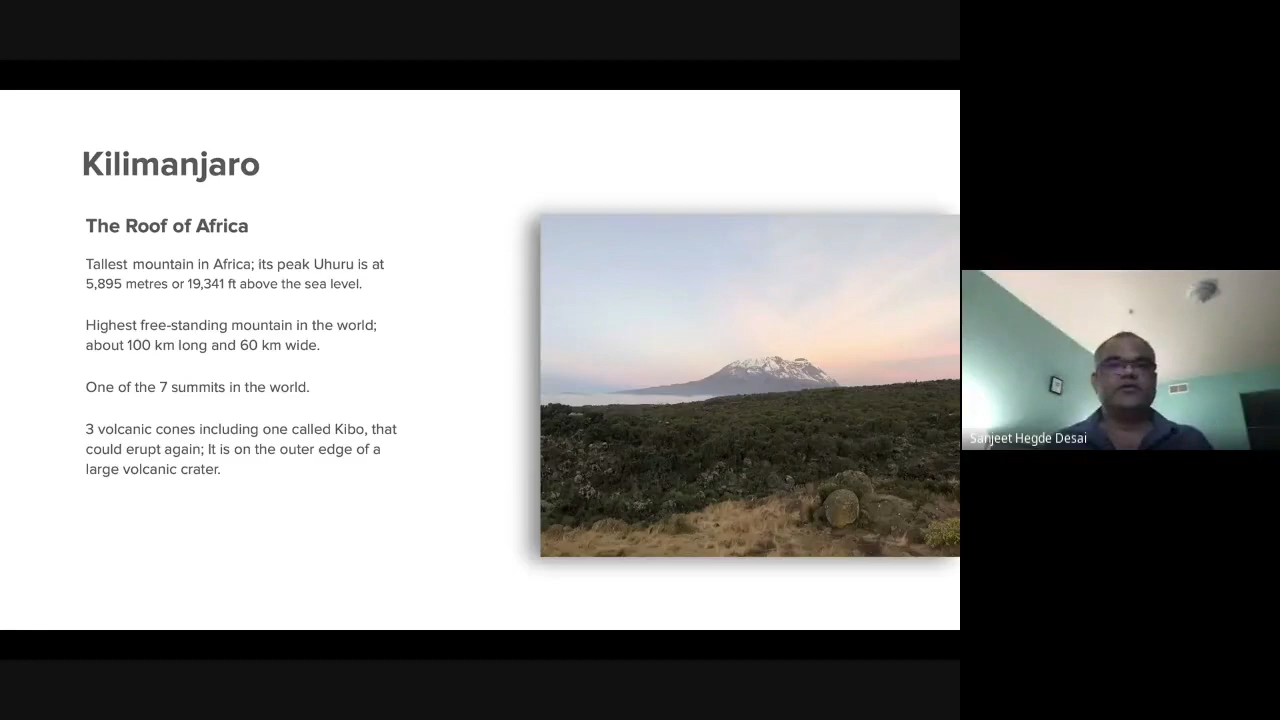 Kilimanjaro
The Roof of Africa
Tallest mountain in Africa; its peak Uhuru is at
5,895 metres or 19,341 ft above the sea level.
Highest free-standing mountain in the world;
about 100 km long and 60 km wide.
One of the 7 summits in the world.
3 volcanic cones including one called Kibo, that
could erupt again; It is on the outer edge of a
large volcanic crater.
Sanjeet Hegde Desai